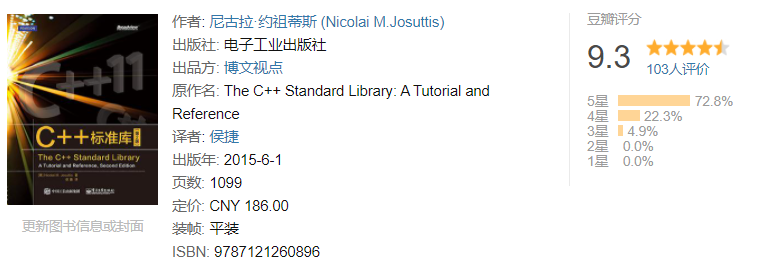 作者: 尼古拉·约祖蒂斯 (Nicolai M.Josuttis)
出版社: 电子工业出版社
出品方: 博文视点
原作名: The C++ Standard Library: A Tutorial and
Reference
译者: 侯捷
出版年: 2015-6-1
页数: 1099
定价: CNY 186.00
装帧: 平装
ISBN: 9787121260896
C++11
C++
C++标准库
The C++ Standard Library
A Tutorial and Reference, Second Edition
更新图书信息或封面
豆瓣评分
9.3
103人评价
5星 72.8%
4星 22.3%
3星 4.9%
2星 0.0%
1星 0.0%